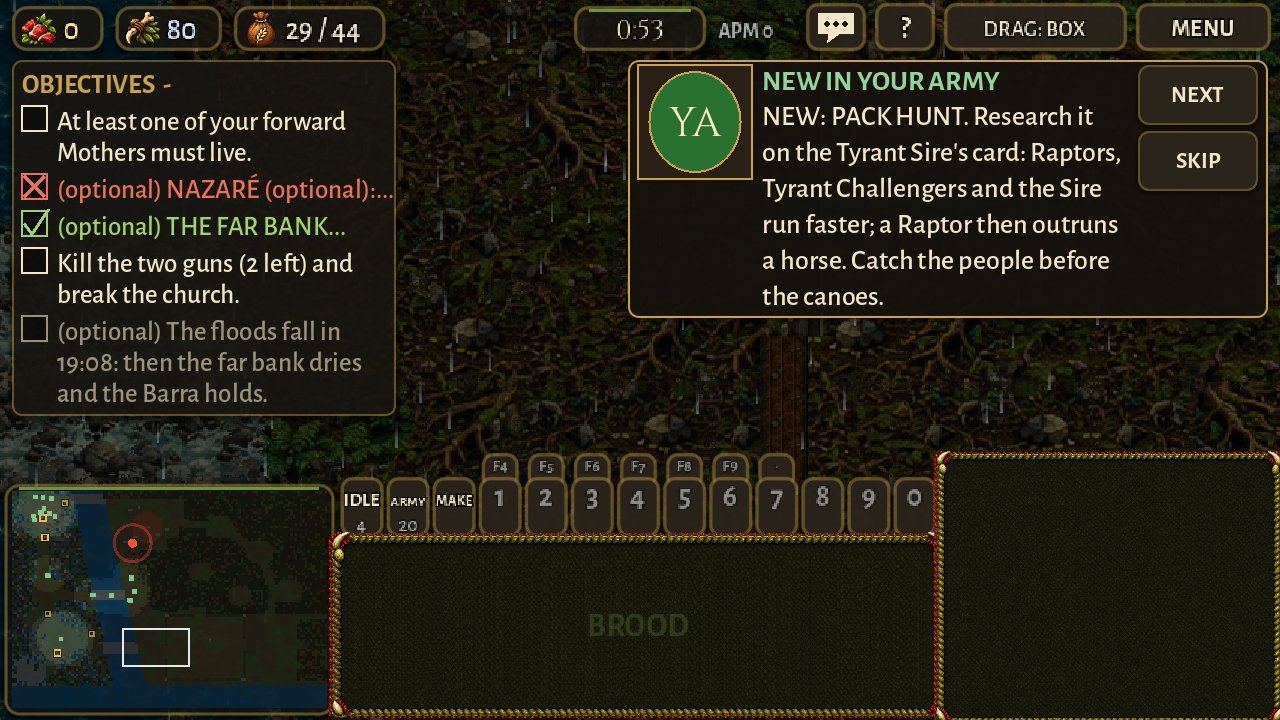 0
80
29 / 44
0:53
APM 0
?
DRAG: BOX
MENU
OBJECTIVES -
At least one of your forward
Mothers must live.
(optional) NAZARÉ (optional):...
(optional) THE FAR BANK...
Kill the two guns (2 left) and
break the church.
(optional) The floods fall in
19:08: then the far bank dries
and the Barra holds.
YA
NEW IN YOUR ARMY
NEW: PACK HUNT. Research it
on the Tyrant Sire's card: Raptors,
Tyrant Challengers and the Sire
run faster; a Raptor then outruns
a horse. Catch the people before
the canoes.
NEXT
SKIP
F4 F5 F6 F7 F8 F9 .
IDLE ARMY MAKE 1 2 3 4 5 6 7 8 9 0
4 20
BROOD